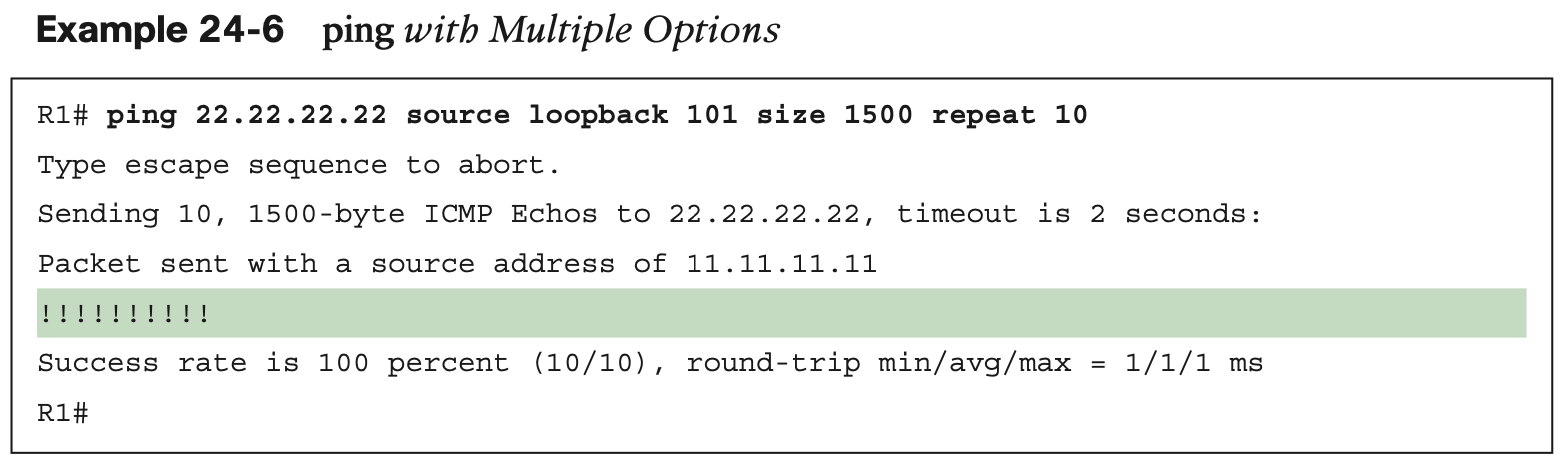 Example 24-6 ping with Multiple Options
R1# ping 22.22.22.22 source loopback 101 size 1500 repeat 10
Type escape sequence to abort.
Sending 10, 1500-byte ICMP Echos to 22.22.22.22, timeout is 2 seconds:
Packet sent with a source address of 11.11.11.11
!!!!!!!!!!
Success rate is 100 percent (10/10), round-trip min/avg/max = 1/1/1 ms
R1#